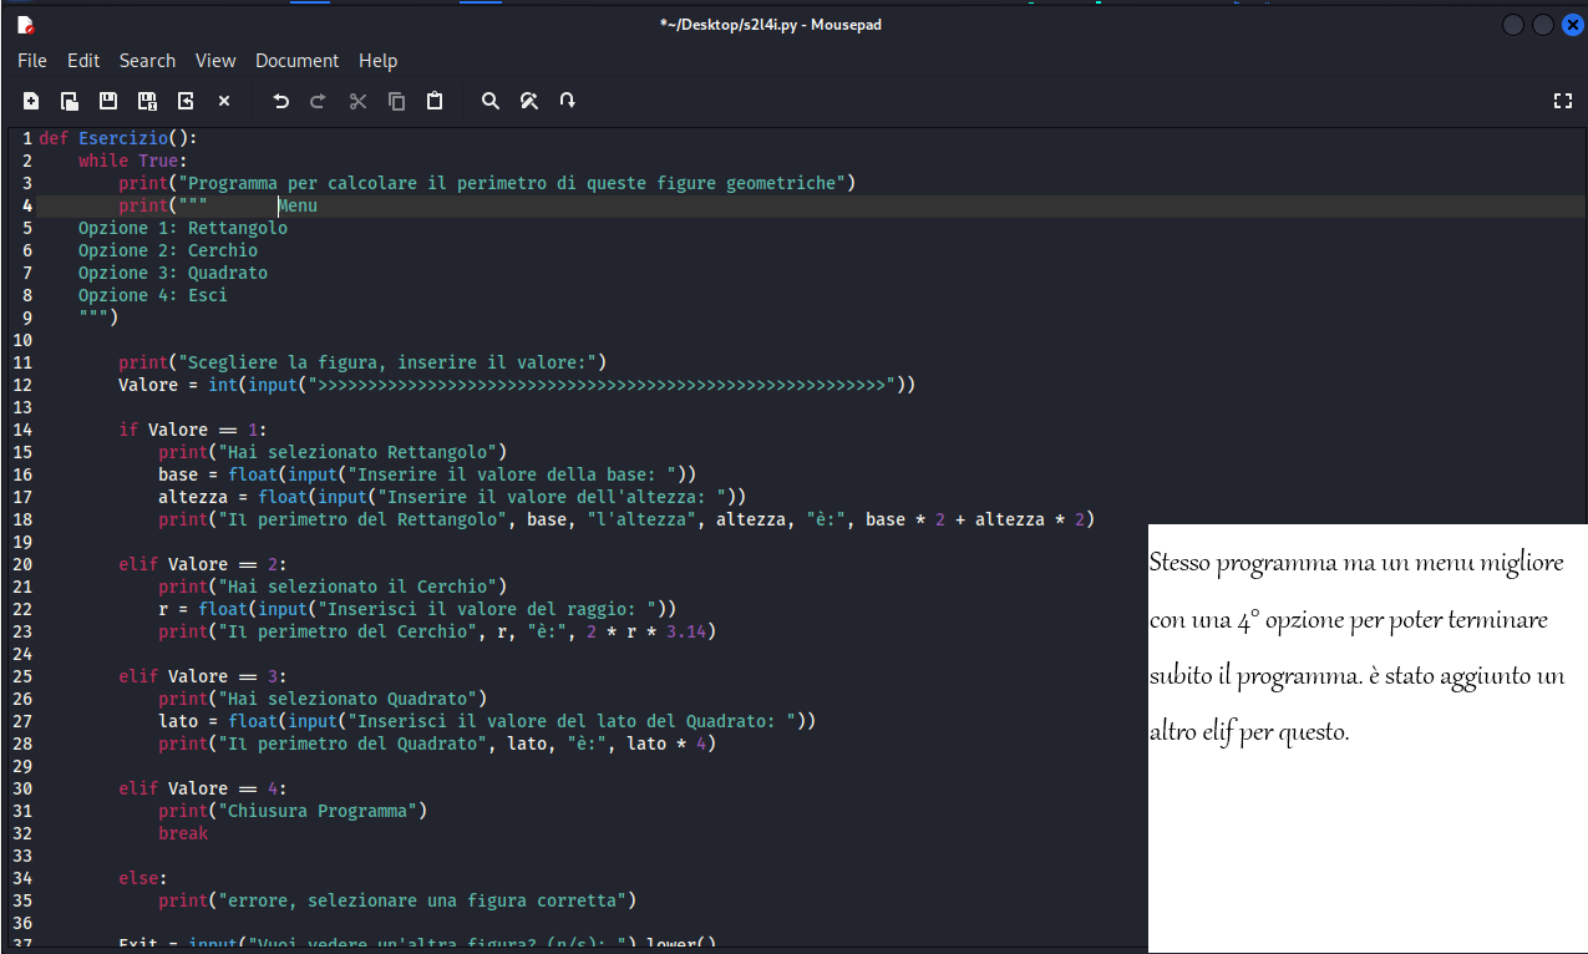 *~/Desktop/s2l4i.py - Mousepad
File Edit Search View Document Help
1 def Esercizio():
2     while True:
3         print("Programma per calcolare il perimetro di queste figure geometriche")
4         print("""       Menu
5     Opzione 1: Rettangolo
6     Opzione 2: Cerchio
7     Opzione 3: Quadrato
8     Opzione 4: Esci
9     """)
10
11         print("Scegliere la figura, inserire il valore:")
12         Valore = int(input(">>>>>>>>>>>>>>>>>>>>>>>>>>>>>>>>>>>>>>>>>>>>>>>>>>>>>>>>>"))
13
14         if Valore == 1:
15             print("Hai selezionato Rettangolo")
16             base = float(input("Inserire il valore della base: "))
17             altezza = float(input("Inserire il valore dell'altezza: "))
18             print("Il perimetro del Rettangolo", base, "l'altezza", altezza, "è:", base * 2 + altezza * 2)
19
20         elif Valore == 2:
21             print("Hai selezionato il Cerchio")
22             r = float(input("Inserisci il valore del raggio: "))
23             print("Il perimetro del Cerchio", r, "è:", 2 * r * 3.14)
24
25         elif Valore == 3:
26             print("Hai selezionato Quadrato")
27             lato = float(input("Inserisci il valore del lato del Quadrato: "))
28             print("Il perimetro del Quadrato", lato, "è:", lato * 4)
29
30         elif Valore == 4:
31             print("Chiusura Programma")
32             break
33
34         else:
35             print("errore, selezionare una figura corretta")
36
37         Exit = input("Vuoi vedere un'altra figura? (n/s): ").lower()
Stesso programma ma un menu migliore
con una 4° opzione per poter terminare
subito il programma. è stato aggiunto un
altro elif per questo.